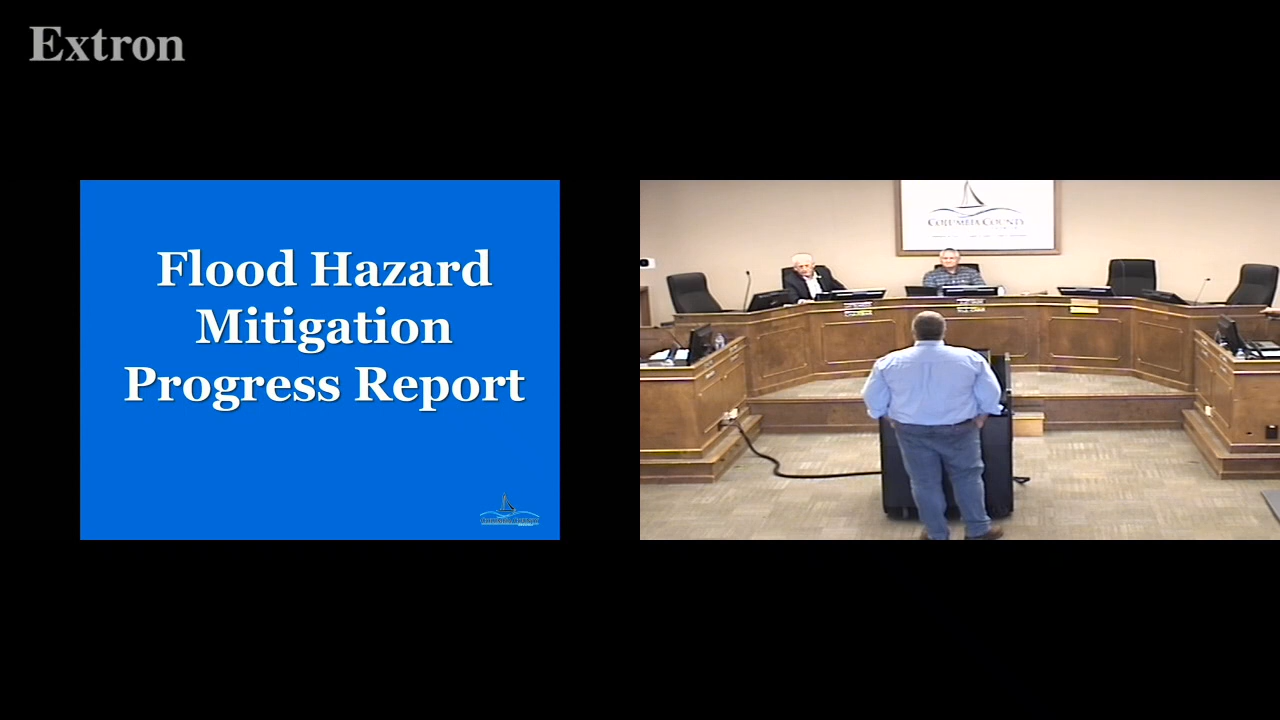 Extron
Flood Hazard
Mitigation
Progress Report
COLUMBIA COUNTY